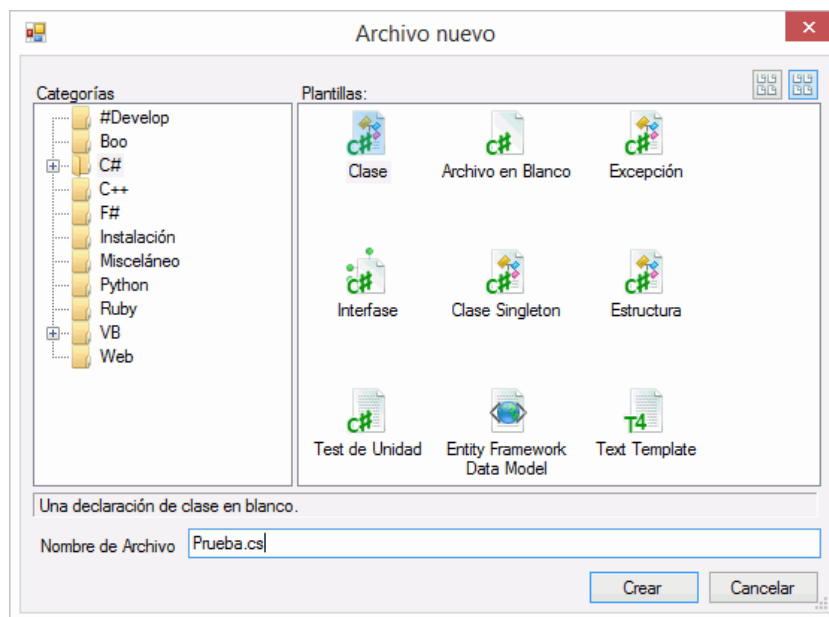 Archivo nuevo
Categorías
#Develop
Boo
C#
C++
F#
Instalación
Misceláneo
Python
Ruby
VB
Web
Plantillas:
C#
Clase
C#
Archivo en Blanco
C#
Excepción
C#
Interfase
C#
Clase Singleton
C#
Estructura
C#
Test de Unidad
Entity Framework
Data Model
T4
Text Template
Una declaración de clase en blanco.
Nombre de Archivo
Prueba.cs
Crear
Cancelar